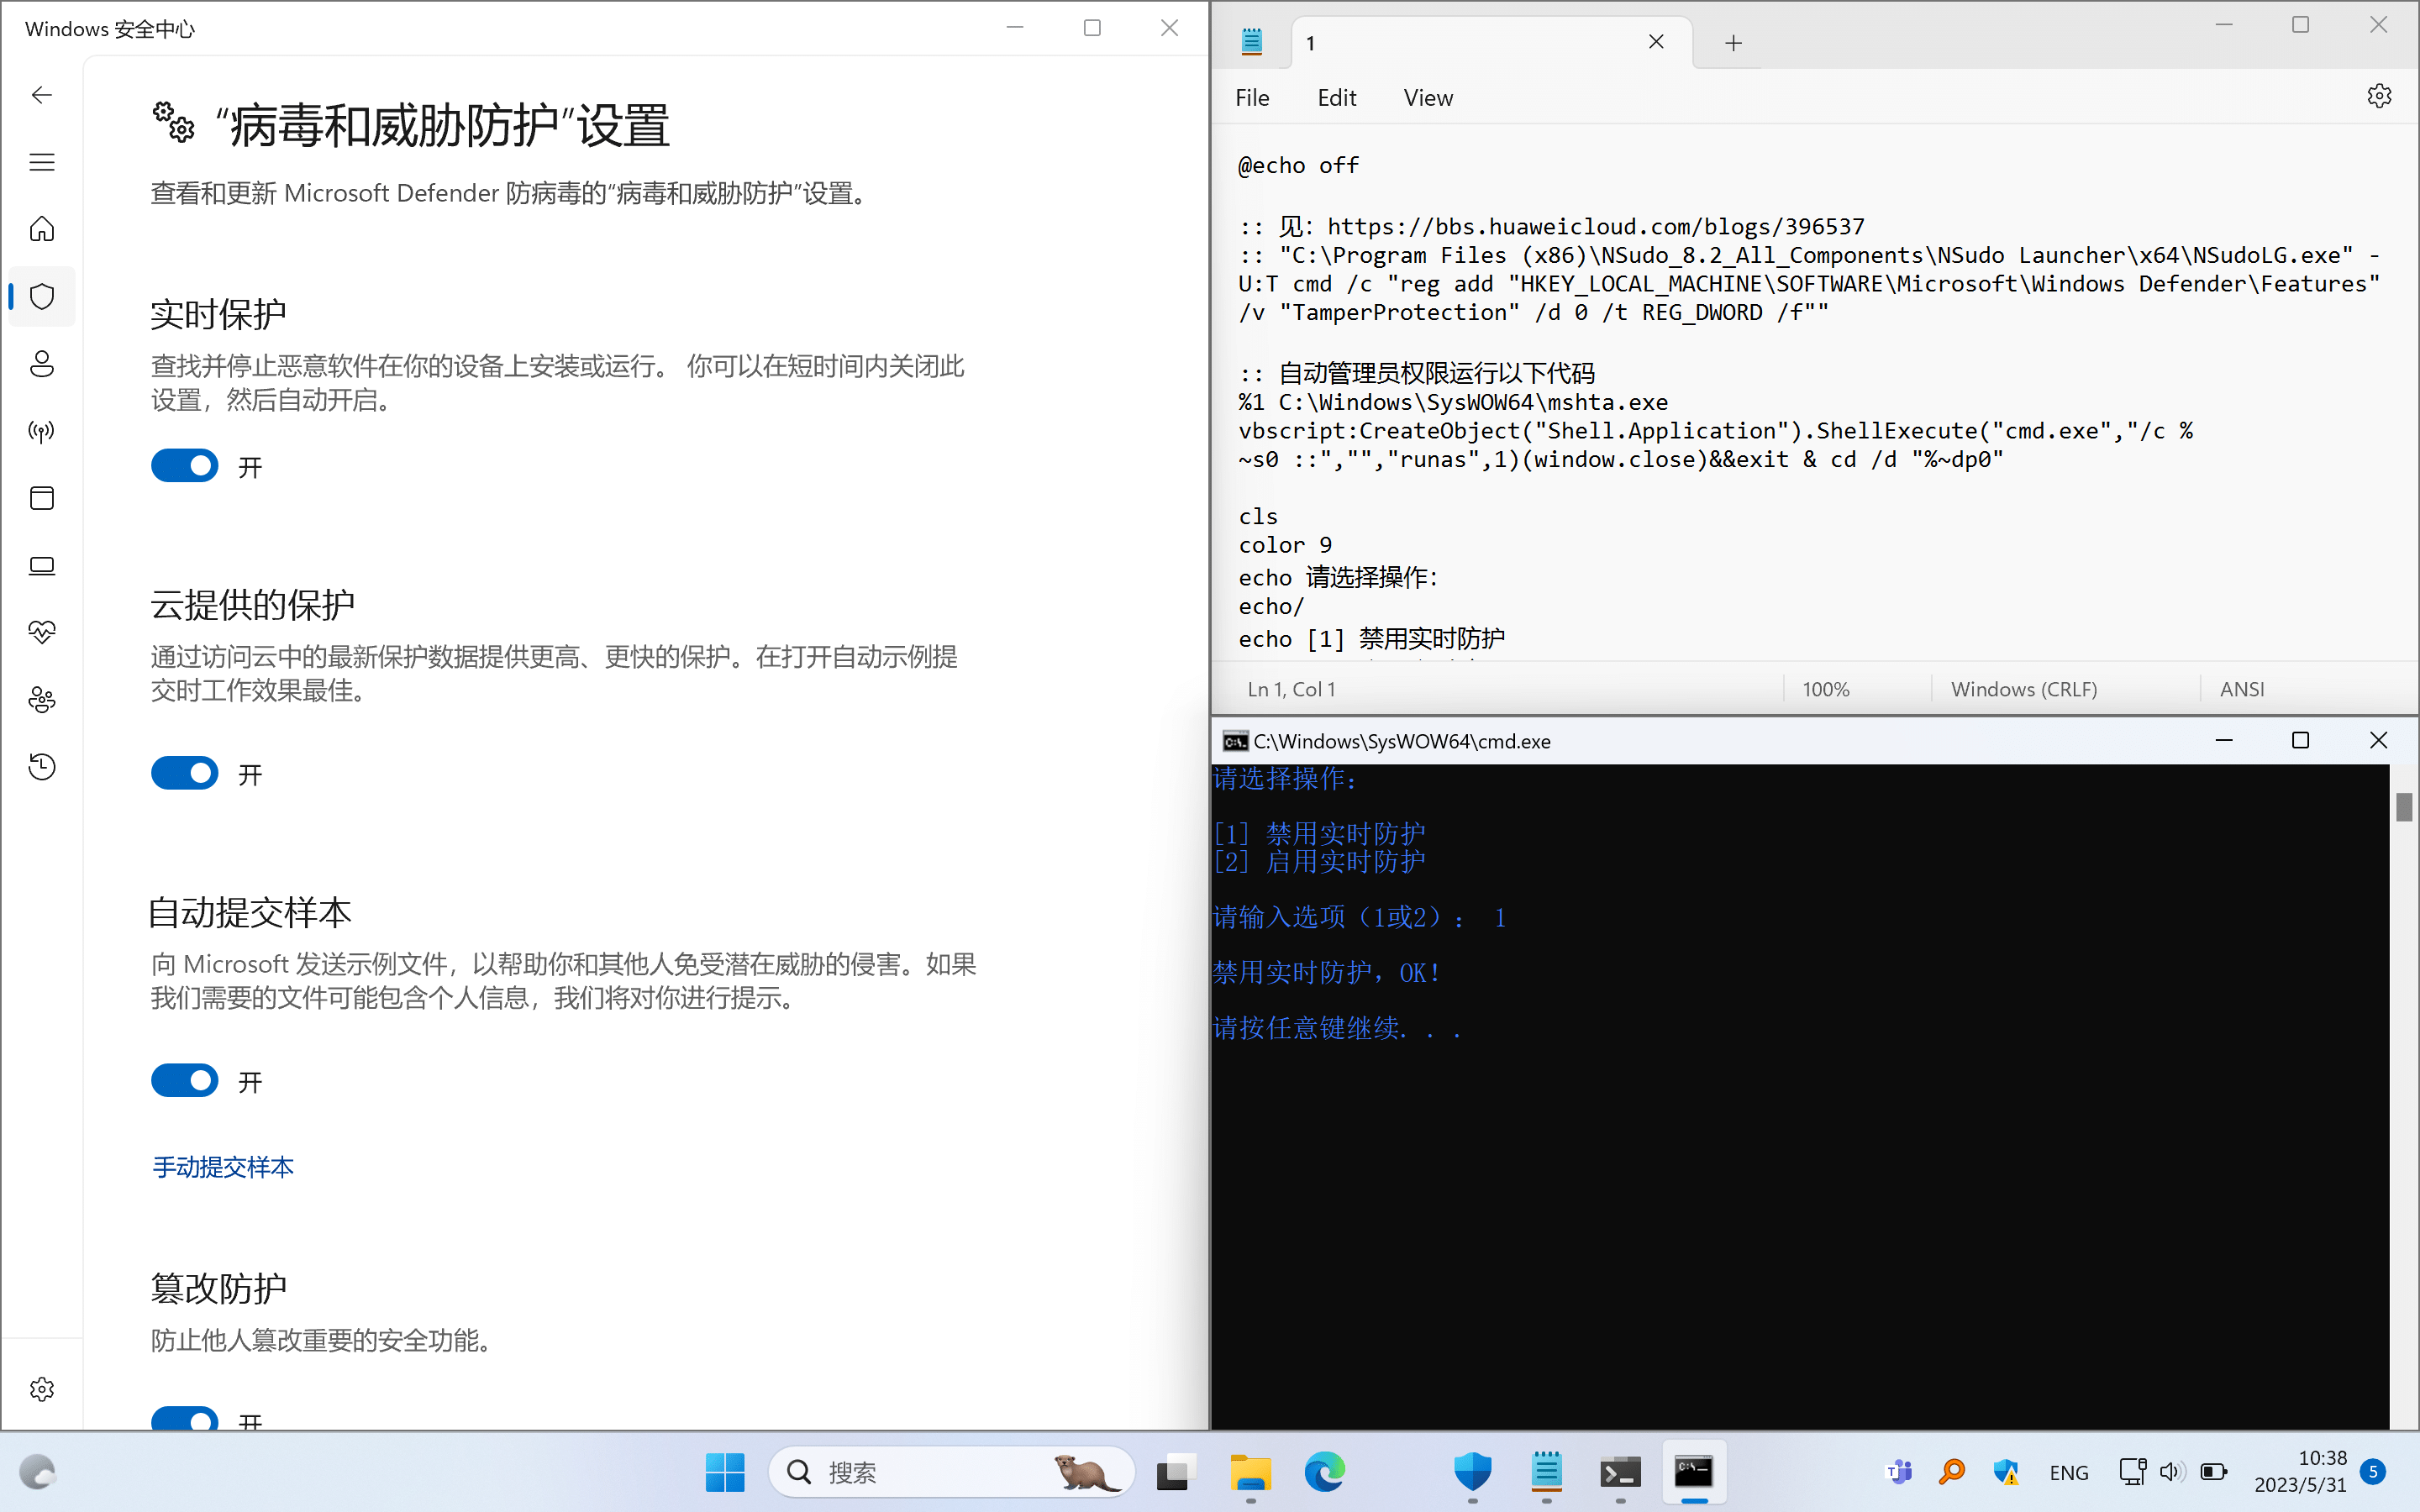 Windows 安全中心
“病毒和威胁防护”设置
查看和更新 Microsoft Defender 防病毒的“病毒和威胁防护”设置。
实时保护
查找并停止恶意软件在你的设备上安装或运行。 你可以在短时间内关闭此
设置，然后自动开启。
开
云提供的保护
通过访问云中的最新保护数据提供更高、更快的保护。在打开自动示例提
交时工作效果最佳。
开
自动提交样本
向 Microsoft 发送示例文件，以帮助你和其他人免受潜在威胁的侵害。如果
我们需要的文件可能包含个人信息，我们将对你进行提示。
开
手动提交样本
篡改防护
防止他人篡改重要的安全功能。
开
1
File Edit View
@echo off
:: 见：https://bbs.huaweicloud.com/blogs/396537
:: "C:\Program Files (x86)\NSudo_8.2_All_Components\NSudo Launcher\x64\NSudoLG.exe" -
U:T cmd /c "reg add "HKEY_LOCAL_MACHINE\SOFTWARE\Microsoft\Windows Defender\Features"
/v "TamperProtection" /d 0 /t REG_DWORD /f""
:: 自动管理员权限运行以下代码
%1 C:\Windows\SysWOW64\mshta.exe
vbscript:CreateObject("Shell.Application").ShellExecute("cmd.exe","/c %
~s0 ::","","runas",1)(window.close)&&exit & cd /d "%~dp0"
cls
color 9
echo 请选择操作：
echo/
echo [1] 禁用实时防护
Ln 1, Col 1 100% Windows (CRLF) ANSI
C:\Windows\SysWOW64\cmd.exe
请选择操作：
[1] 禁用实时防护
[2] 启用实时防护
请输入选项（1或2）： 1
禁用实时防护，OK!
请按任意键继续. . .
搜索
ENG
10:38
2023/5/31
5